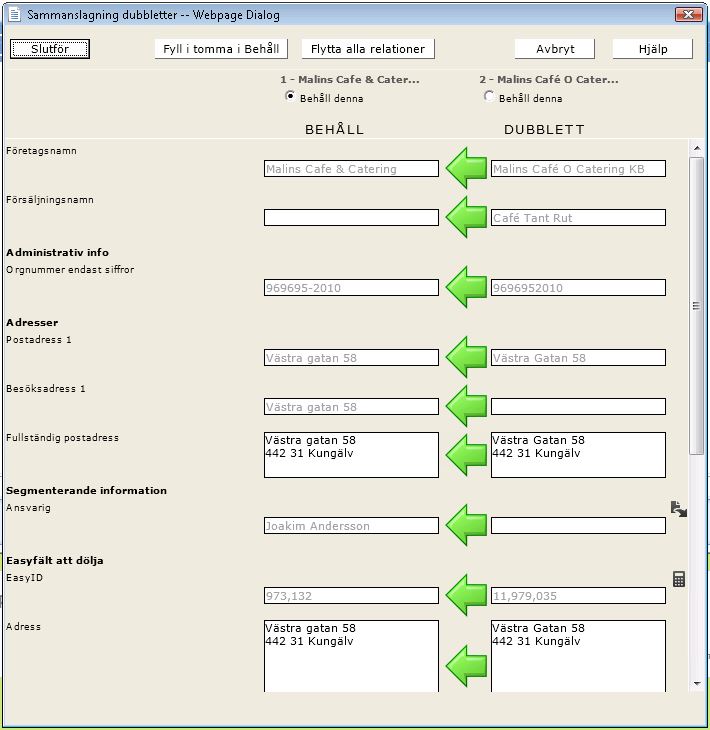 Sammanslagning dubbletter -- Webpage Dialog
Slutför
Fyll i tomma i Behåll
Flytta alla relationer
Avbryt
Hjälp
1 - Malins Cafe & Cater...
2 - Malins Café O Cater...
Behåll denna
Behåll denna
BEHÅLL
DUBBLETT
Företagsnamn
Malins Cafe & Catering
Malins Café O Catering KB
Försäljningsnamn
Café Tant Rut
Administrativ info
Orgnummer endast siffror
969695-2010
9696952010
Adresser
Postadress 1
Västra gatan 58
Västra Gatan 58
Besöksadress 1
Västra gatan 58
Fullständig postadress
Västra gatan 58
442 31 Kungälv
Västra Gatan 58
442 31 Kungälv
Segmenterande information
Ansvarig
Joakim Andersson
Easyfält att dölja
EasyID
973,132
11,979,035
Adress
Västra gatan 58
442 31 Kungälv
Västra Gatan 58
442 31 Kungälv